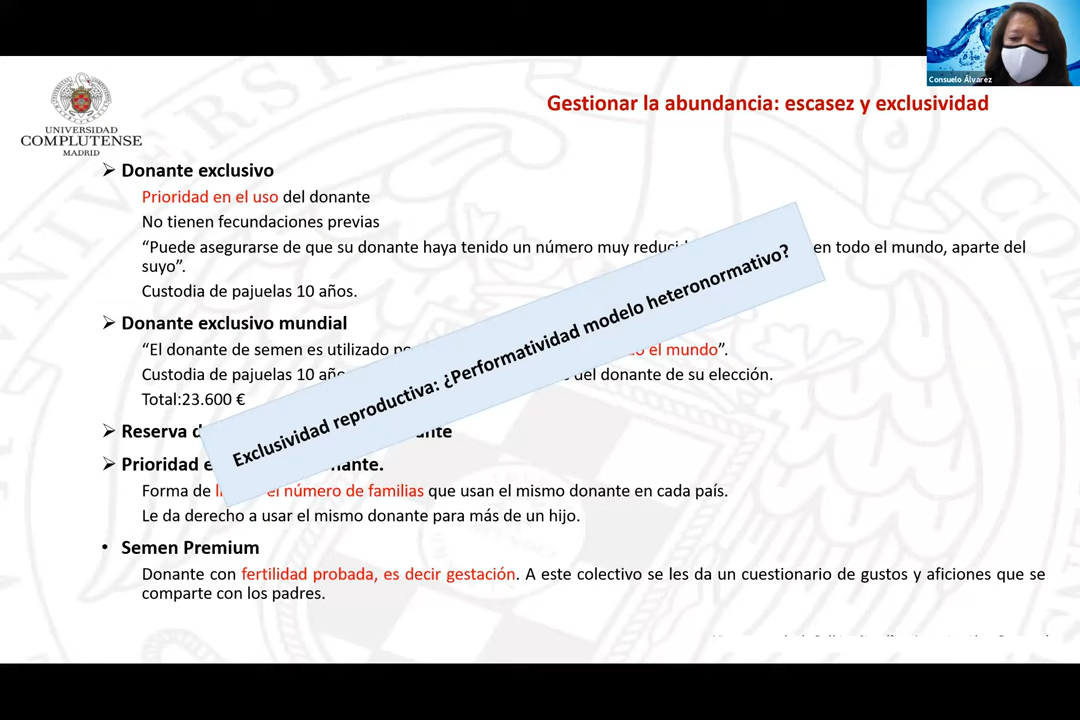 Consuelo Álvarez
UNIVERSIDAD
COMPLUTENSE
MADRID
Gestionar la abundancia: escasez y exclusividad
➢ Donante exclusivo
Prioridad en el uso del donante
No tienen fecundaciones previas
“Puede asegurarse de que su donante haya tenido un número muy en todo el mundo, aparte del
suyo”.
Custodia de pajuelas 10 años.
➢ Donante exclusivo mundial
“El donante de semen es utilizado el mundo”.
Custodia de pajuelas 10 del donante de su elección.
Total:23.600 €
➢ Reserva
➢ Prioridad
Forma de el número de familias que usan el mismo donante en cada país.
Le da derecho a usar el mismo donante para más de un hijo.
• Semen Premium
Donante con fertilidad probada, es decir gestación. A este colectivo se les da un cuestionario de gustos y aficiones que se
comparte con los padres.
Exclusividad reproductiva: ¿Performatividad modelo heteronormativo?